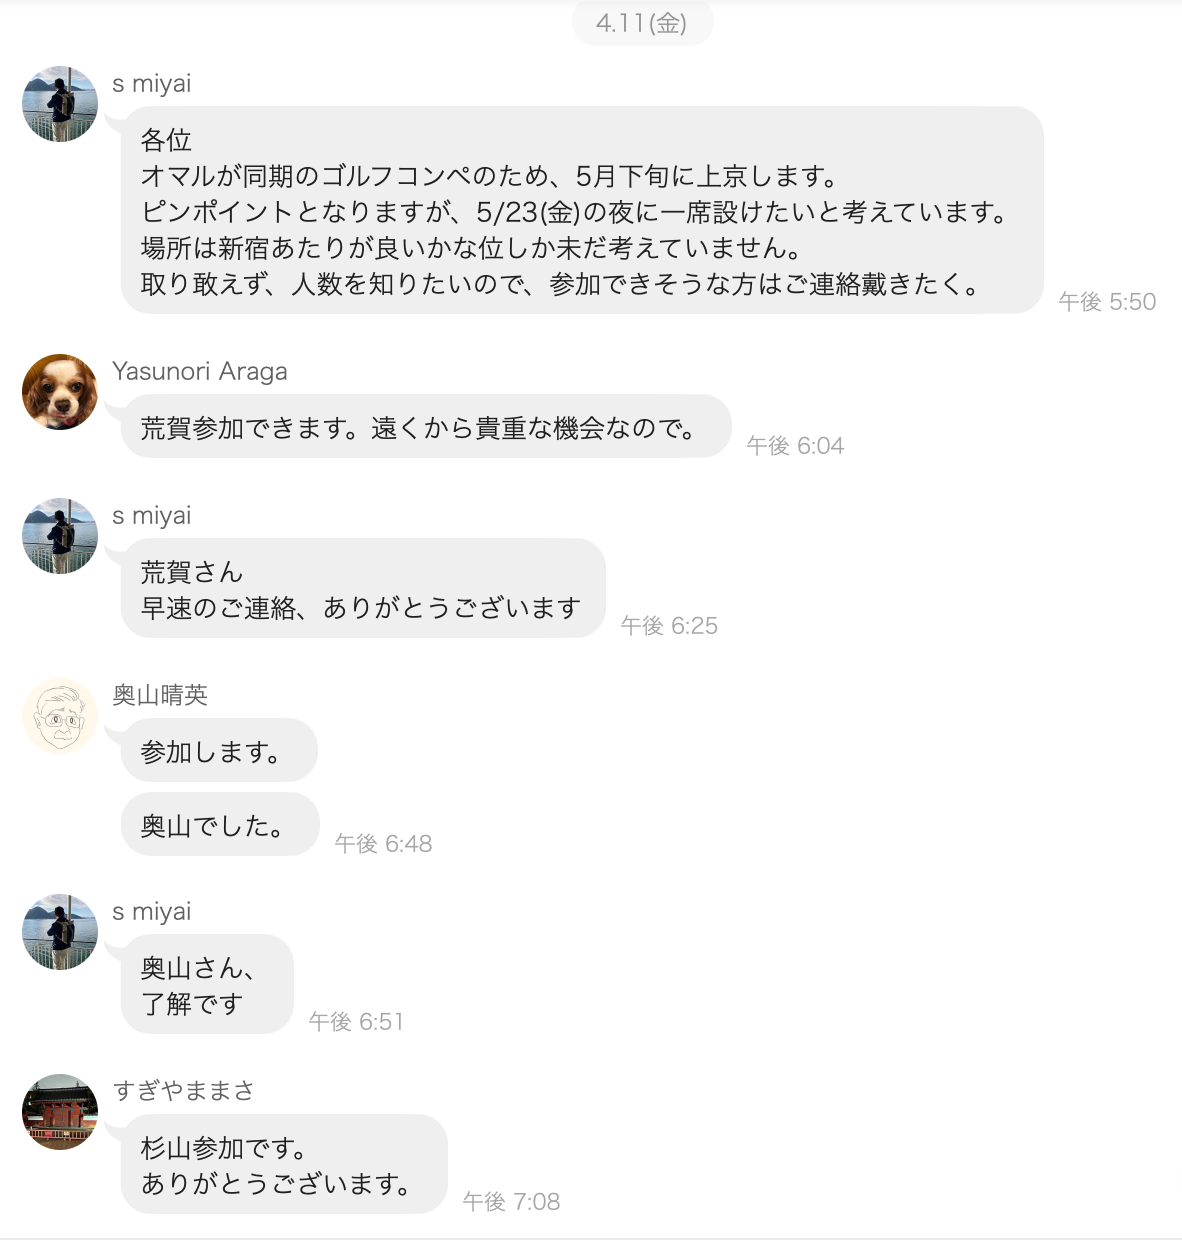 4.11(金)
s miyai
各位
オマルが同期のゴルフコンペのため、5月下旬に上京します。
ピンポイントとなりますが、5/23(金)の夜に一席設けたいと考えています。
場所は新宿あたりが良いかな位しか未だ考えていません。
取り敢えず、人数を知りたいので、参加できそうな方はご連絡戴きたく。
午後 5:50
Yasunori Araga
荒賀参加できます。遠くから貴重な機会なので。
午後 6:04
s miyai
荒賀さん
早速のご連絡、ありがとうございます
午後 6:25
奥山晴英
参加します。
奥山でした。
午後 6:48
s miyai
奥山さん、
了解です
午後 6:51
すぎやままさ
杉山参加です。
ありがとうございます。
午後 7:08